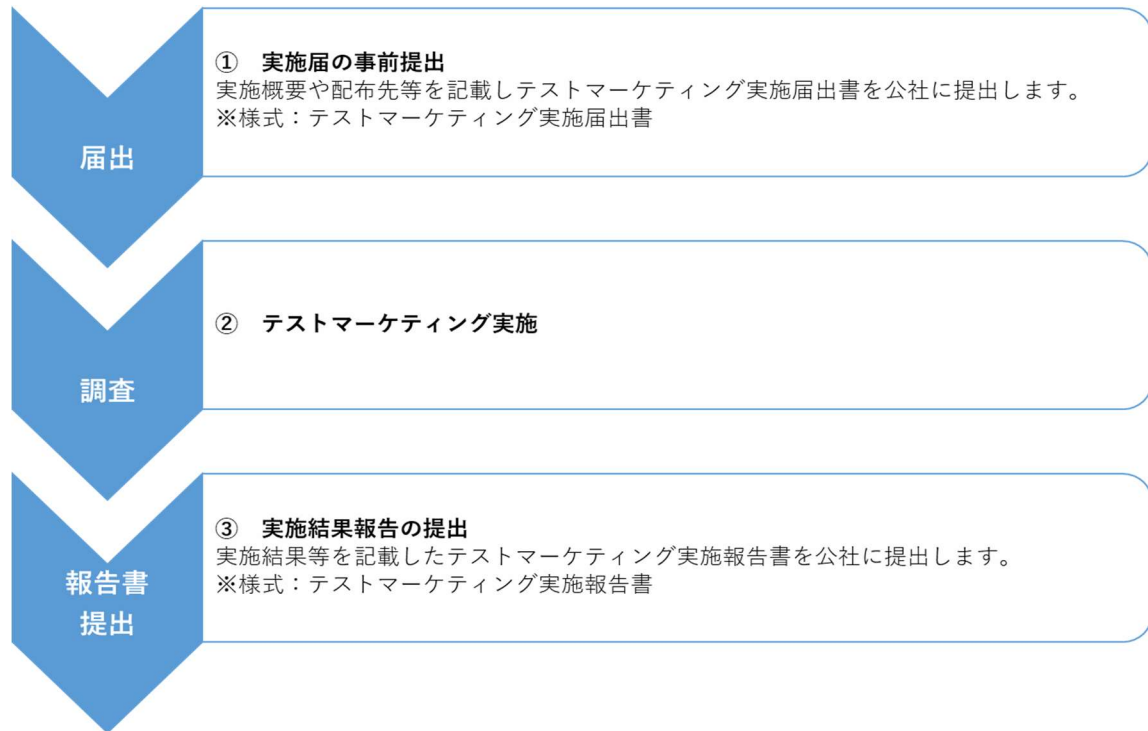 届出
① 実施届の事前提出
実施概要や配布先等を記載しテストマーケティング実施届出書を公社に提出します。
※様式：テストマーケティング実施届出書
調査
② テストマーケティング実施
報告書
提出
③ 実施結果報告の提出
実施結果等を記載したテストマーケティング実施報告書を公社に提出します。
※様式：テストマーケティング実施報告書